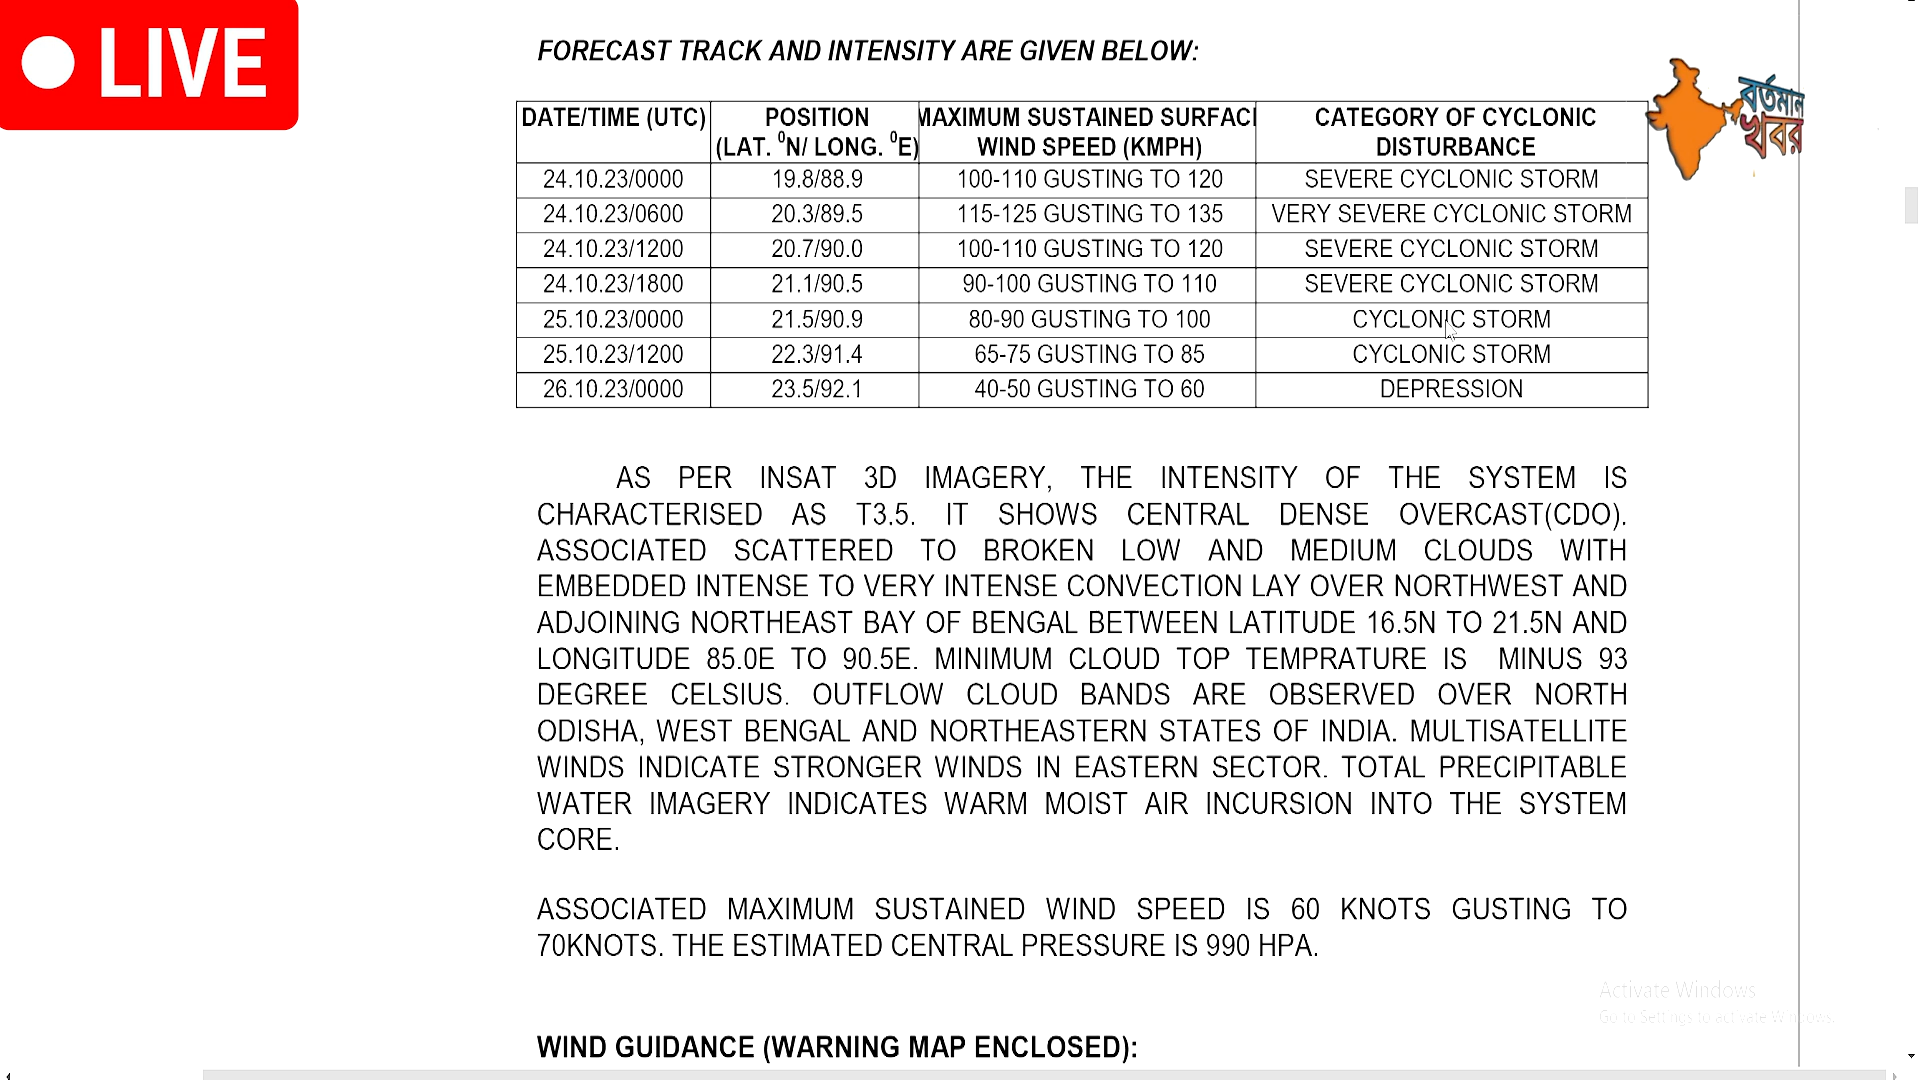 LIVE
FORECAST TRACK AND INTENSITY ARE GIVEN BELOW:
বর্তমান
খবর
DATE/TIME (UTC) POSITION (LAT. ⁰N/ LONG. ⁰E) MAXIMUM SUSTAINED SURFACE WIND SPEED (KMPH) CATEGORY OF CYCLONIC DISTURBANCE
24.10.23/0000 19.8/88.9 100-110 GUSTING TO 120 SEVERE CYCLONIC STORM
24.10.23/0600 20.3/89.5 115-125 GUSTING TO 135 VERY SEVERE CYCLONIC STORM
24.10.23/1200 20.7/90.0 100-110 GUSTING TO 120 SEVERE CYCLONIC STORM
24.10.23/1800 21.1/90.5 90-100 GUSTING TO 110 SEVERE CYCLONIC STORM
25.10.23/0000 21.5/90.9 80-90 GUSTING TO 100 CYCLONIC STORM
25.10.23/1200 22.3/91.4 65-75 GUSTING TO 85 CYCLONIC STORM
26.10.23/0000 23.5/92.1 40-50 GUSTING TO 60 DEPRESSION
AS PER INSAT 3D IMAGERY, THE INTENSITY OF THE SYSTEM IS
CHARACTERISED AS T3.5. IT SHOWS CENTRAL DENSE OVERCAST(CDO).
ASSOCIATED SCATTERED TO BROKEN LOW AND MEDIUM CLOUDS WITH
EMBEDDED INTENSE TO VERY INTENSE CONVECTION LAY OVER NORTHWEST AND
ADJOINING NORTHEAST BAY OF BENGAL BETWEEN LATITUDE 16.5N TO 21.5N AND
LONGITUDE 85.0E TO 90.5E. MINIMUM CLOUD TOP TEMPRATURE IS MINUS 93
DEGREE CELSIUS. OUTFLOW CLOUD BANDS ARE OBSERVED OVER NORTH
ODISHA, WEST BENGAL AND NORTHEASTERN STATES OF INDIA. MULTISATELLITE
WINDS INDICATE STRONGER WINDS IN EASTERN SECTOR. TOTAL PRECIPITABLE
WATER IMAGERY INDICATES WARM MOIST AIR INCURSION INTO THE SYSTEM
CORE.
ASSOCIATED MAXIMUM SUSTAINED WIND SPEED IS 60 KNOTS GUSTING TO
70KNOTS. THE ESTIMATED CENTRAL PRESSURE IS 990 HPA.
Activate Windows
Go to Settings to activate Windows.
WIND GUIDANCE (WARNING MAP ENCLOSED):